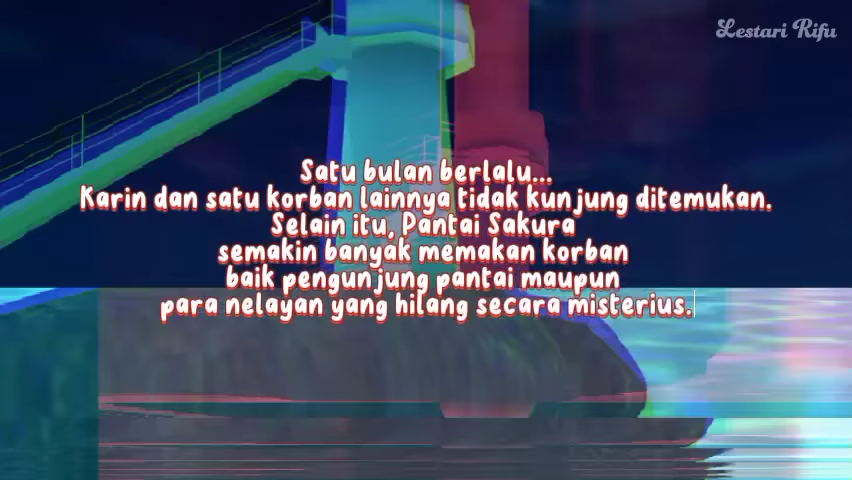 Lestari Rifu
Satu bulan berlalu...
Karin dan satu korban lainnya tidak kunjung ditemukan.
Selain itu, Pantai Sakura
semakin banyak memakan korban
baik pengunjung pantai maupun
para nelayan yang hilang secara misterius.